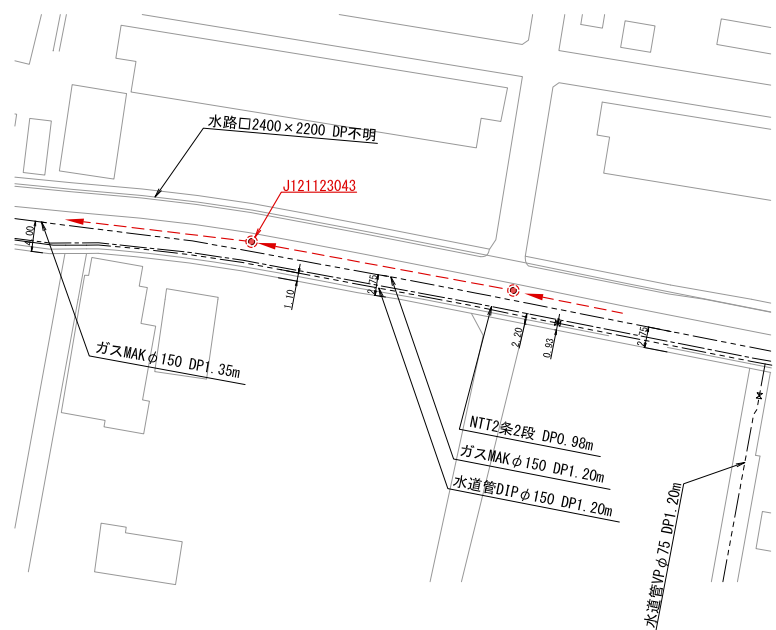 水路口2400×2200 DP不明
J121123043
4.00
2.75
1.10
2.20
0.93
2.75
ガスMAKφ150 DP1.35m
NTT2条2段 DP0.98m
ガスMAKφ150 DP1.20m
水道管DIPφ150 DP1.20m
水道管VPφ75 DP1.20m